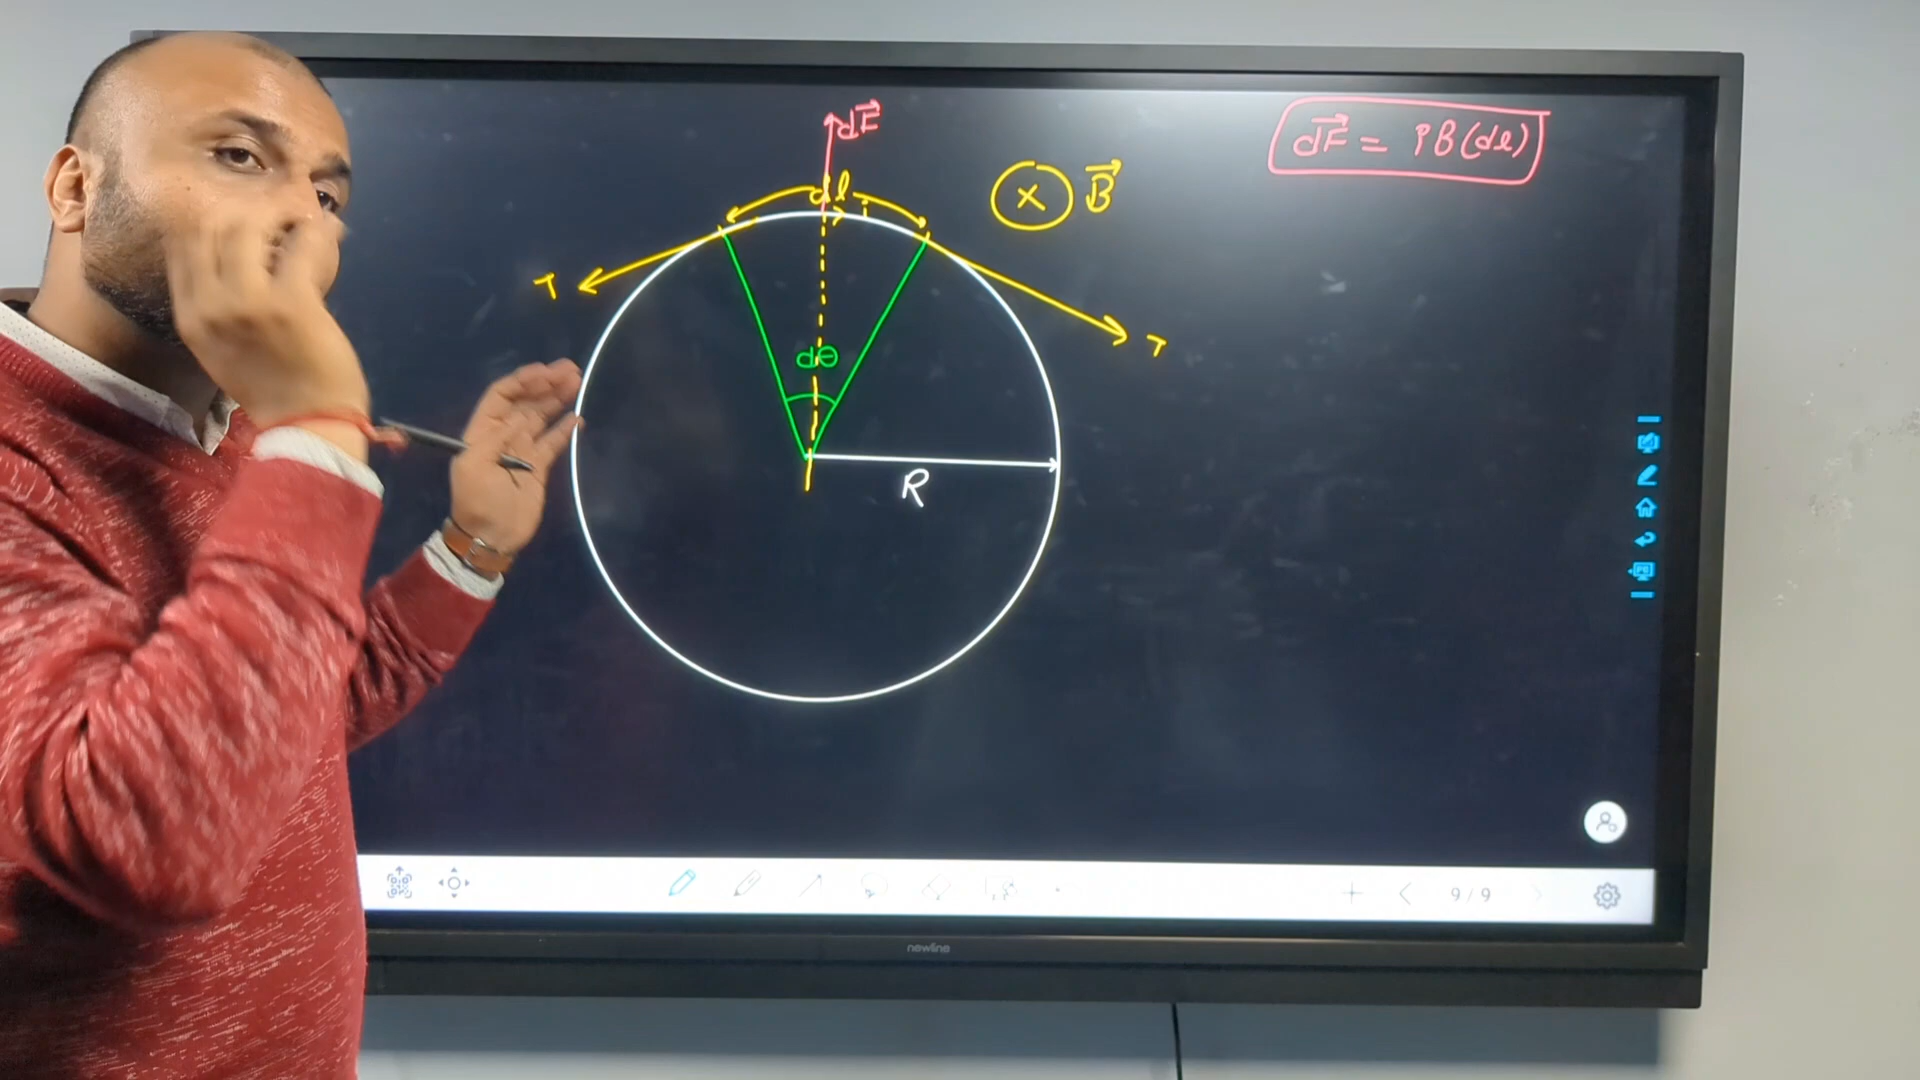 dF⃗
dF⃗ = iB(dl)
dl
i
× B⃗
T
T
dθ
R
9/9
newline